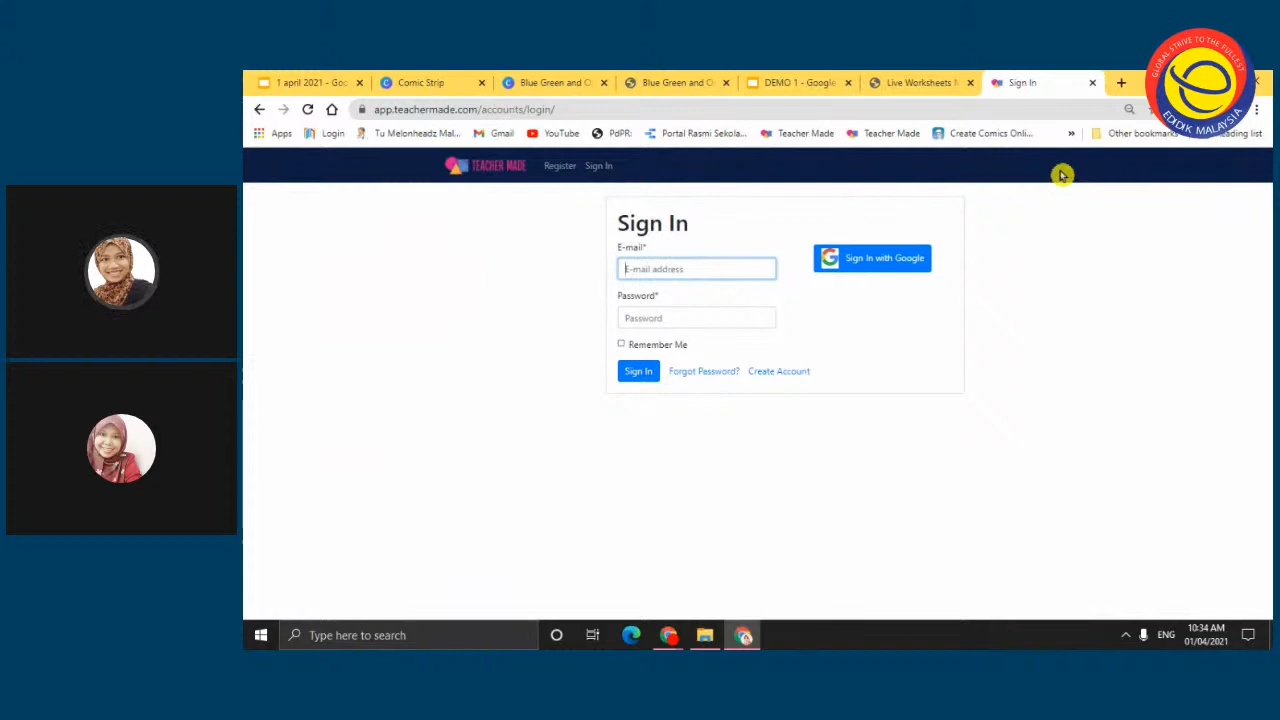 GLOBAL STRIVE TO THE FULLEST
EDIDIK MALAYSIA
1 april 2021 - Goo
Comic Strip
Blue Green and O
Blue Green and O
DEMO 1 - Google
Live Worksheets M
Sign In
app.teachermade.com/accounts/login/
Apps
Login
Tu Melonheadz Mal...
Gmail
YouTube
PdPR:
Portal Rasmi Sekola...
Teacher Made
Teacher Made
Create Comics Onli...
»
Other bookmarks
ading list
TEACHER MADE
Register
Sign In
Sign In
E-mail*
E-mail address
Sign In with Google
Password*
Password
Remember Me
Sign In
Forgot Password?
Create Account
Type here to search
ENG
10:34 AM
01/04/2021